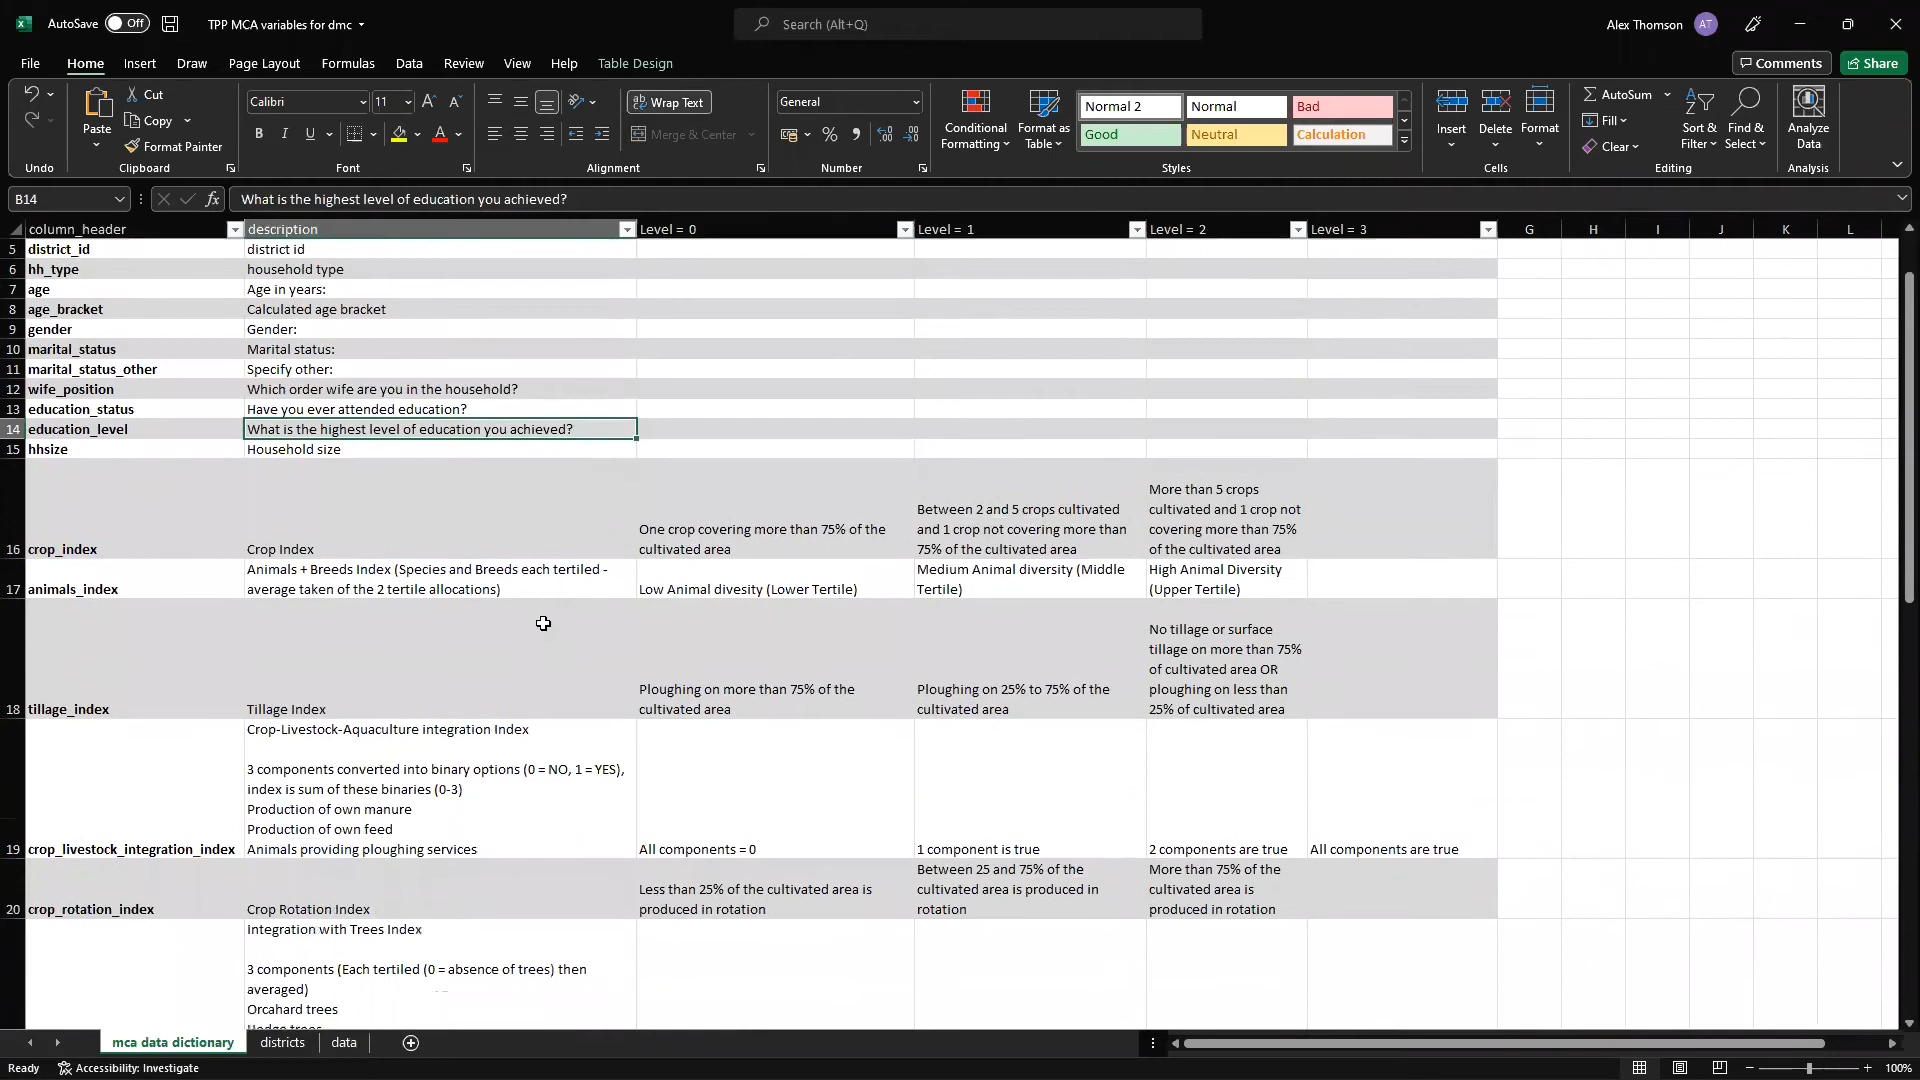 AutoSave Off TPP MCA variables for dmc Search (Alt+Q) Alex Thomson AT
File Home Insert Draw Page Layout Formulas Data Review View Help Table Design Comments Share
Paste Cut Copy Format Painter Calibri 11 Wrap Text Merge & Center General
B I U
Conditional Formatting Format as Table Normal 2 Normal Bad Good Neutral Calculation
Insert Delete Format AutoSum Fill Clear Sort & Filter Find & Select Analyze Data
Undo Clipboard Font Alignment Number Styles Cells Editing Analysis
B14 fx What is the highest level of education you achieved?
column_header description Level = 0 Level = 1 Level = 2 Level = 3 G H I J K L
5 district_id district id
6 hh_type household type
7 age Age in years:
8 age_bracket Calculated age bracket
9 gender Gender:
10 marital_status Marital status:
11 marital_status_other Specify other:
12 wife_position Which order wife are you in the household?
13 education_status Have you ever attended education?
14 education_level What is the highest level of education you achieved?
15 hhsize Household size
16 crop_index Crop Index
One crop covering more than 75% of the
cultivated area
Between 2 and 5 crops cultivated
and 1 crop not covering more than
75% of the cultivated area
More than 5 crops
cultivated and 1 crop not
covering more than 75%
of the cultivated area
17 animals_index
Animals + Breeds Index (Species and Breeds each tertiled -
average taken of the 2 tertile allocations)
Low Animal divesity (Lower Tertile)
Medium Animal diversity (Middle
Tertile)
High Animal Diversity
(Upper Tertile)
18 tillage_index Tillage Index
Ploughing on more than 75% of the
cultivated area
Ploughing on 25% to 75% of the
cultivated area
No tillage or surface
tillage on more than 75%
of cultivated area OR
ploughing on less than
25% of cultivated area
19 crop_livestock_integration_index
Crop-Livestock-Aquaculture integration Index
3 components converted into binary options (0 = NO, 1 = YES),
index is sum of these binaries (0-3)
Production of own manure
Production of own feed
Animals providing ploughing services
All components = 0
1 component is true
2 components are true
All components are true
20 crop_rotation_index Crop Rotation Index
Less than 25% of the cultivated area is
produced in rotation
Between 25 and 75% of the
cultivated area is produced in
rotation
More than 75% of the
cultivated area is
produced in rotation
Integration with Trees Index
3 components (Each tertiled (0 = absence of trees) then
averaged)
Orcahard trees
Hedge trees
mca data dictionary districts data
Ready Accessibility: Investigate 100%